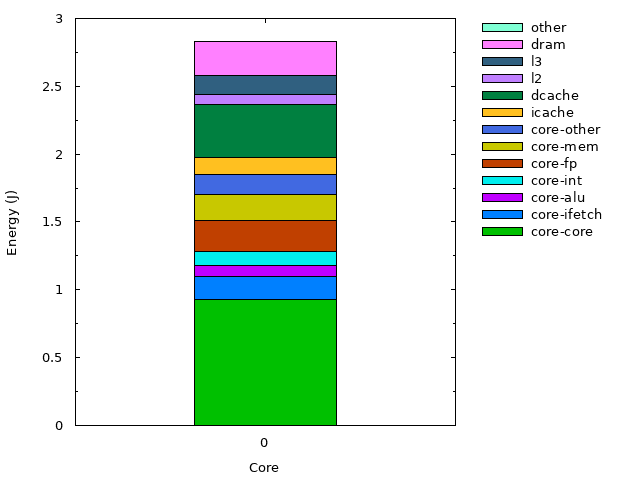 3
2.5
2
1.5
1
0.5
0
Energy (J)
0
Core
other
dram
l3
l2
dcache
icache
core-other
core-mem
core-fp
core-int
core-alu
core-ifetch
core-core